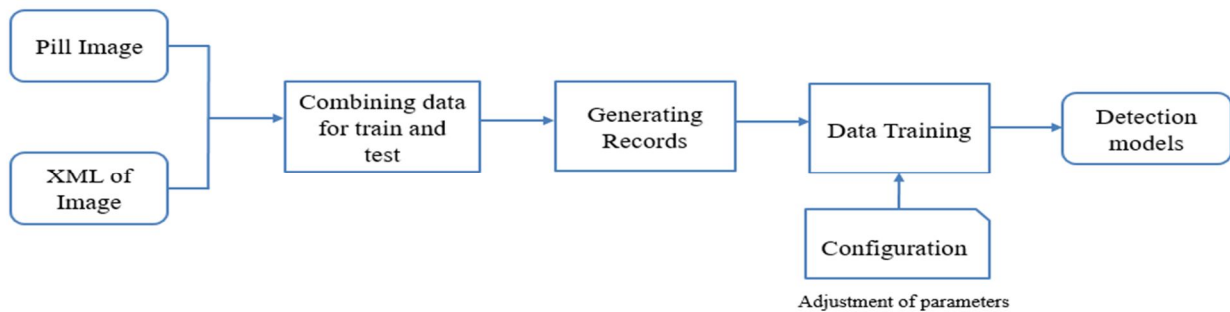 Pill Image
XML of
Image
Combining data
for train and
test
Generating
Records
Data Training
Detection
models
Configuration
Adjustment of parameters